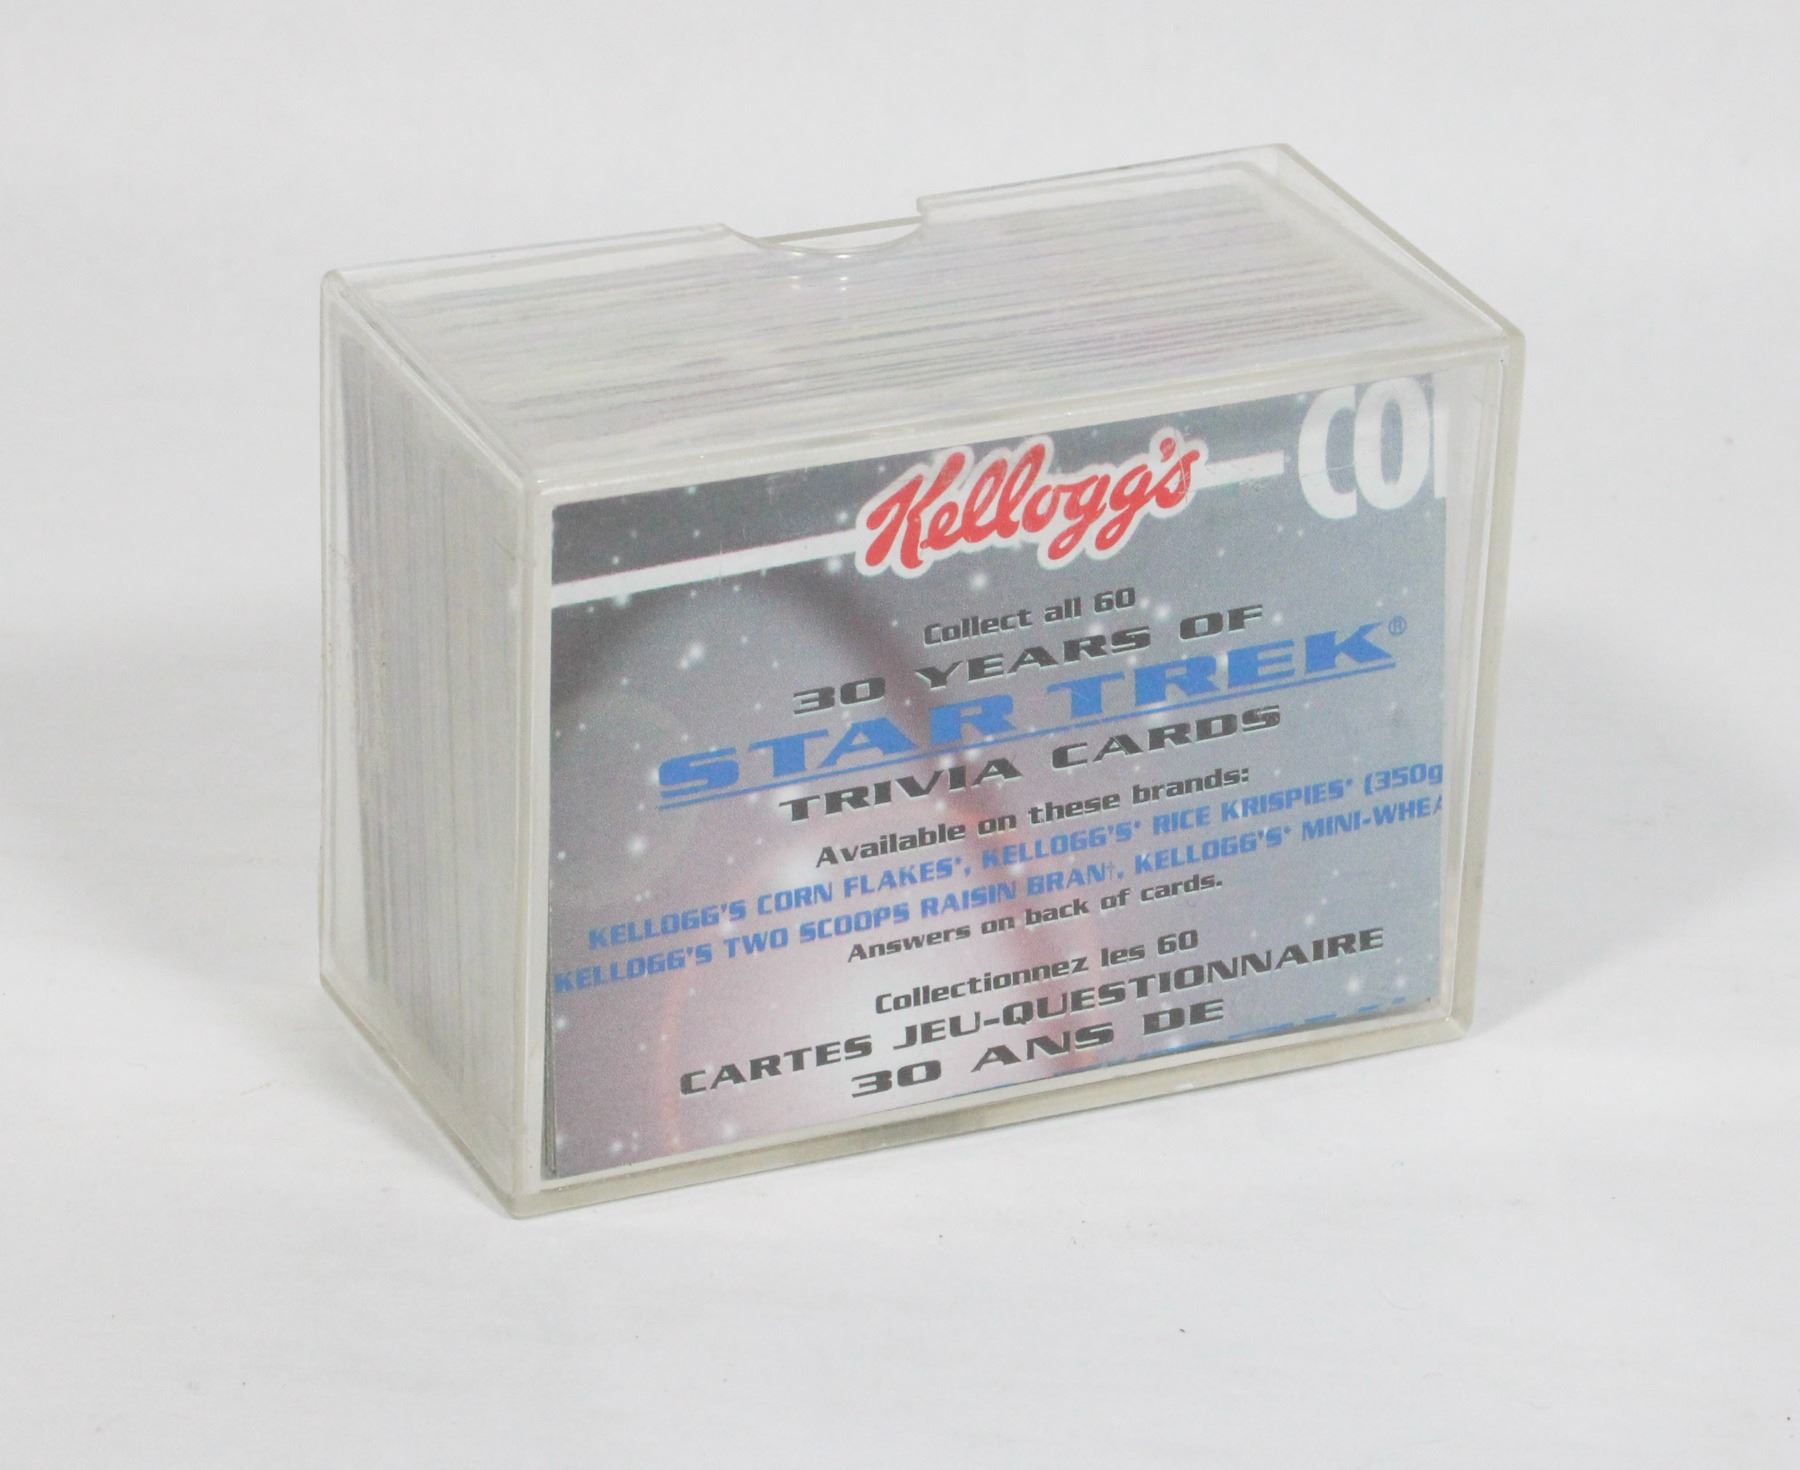 Kellogg's CO
Collect all 60
30 YEARS OF
STAR TREK®
TRIVIA CARDS
Available on these brands:
KELLOGG'S CORN FLAKES*, KELLOGG'S* RICE KRISPIES* (350g
KELLOGG'S TWO SCOOPS RAISIN BRAN†, KELLOGG'S* MINI-WHEA
Answers on back of cards.
Collectionnez les 60
CARTES JEU-QUESTIONNAIRE
30 ANS DE